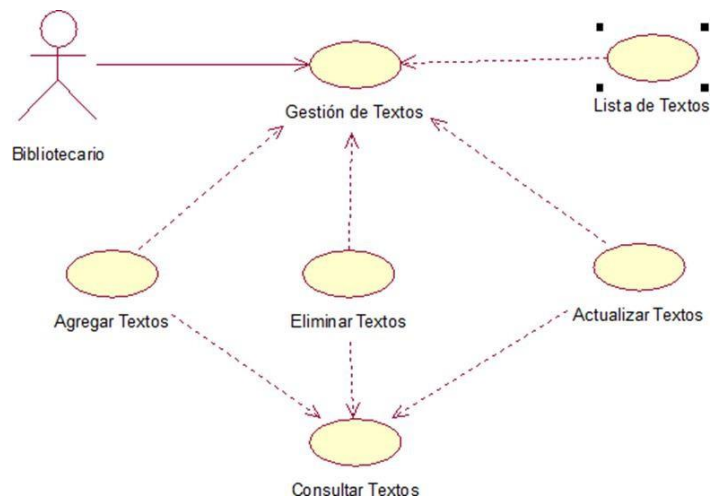 Lista de Textos
Gestión de Textos
Bibliotecario
Agregar Textos
Eliminar Textos
Actualizar Textos
Consultar Textos